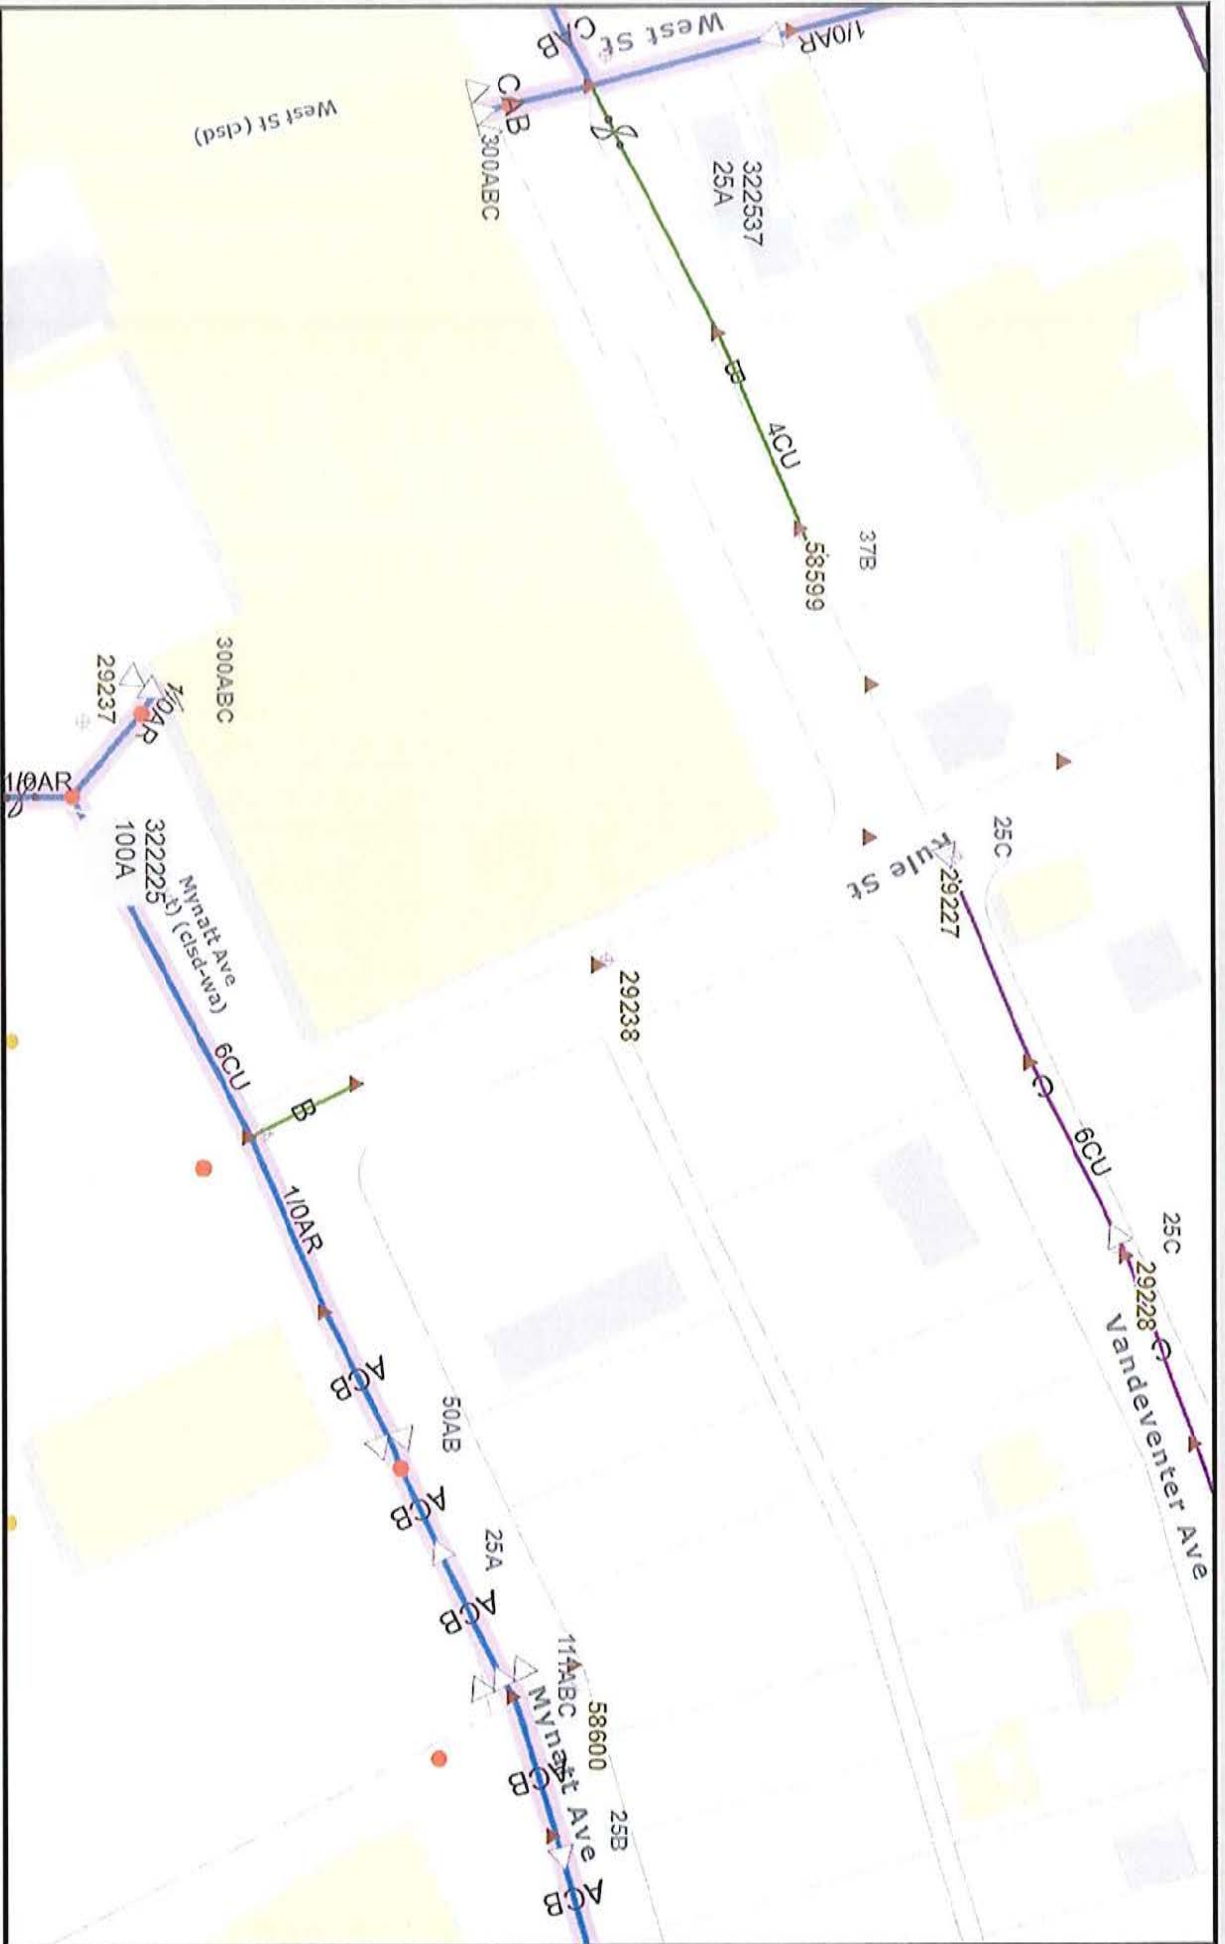 CAB
West St
1/0AR
CAB
West St (clsd)
300ABC
322537
25A
B
4CU
58599
37B
300ABC
29237
1/0AR
1/0AR
25C
Rule St
29227
322225
100A
Mynatt Ave
t) (clsd-wa)
29238
6CU
C
B
6CU
1/0AR
25C
29228
C
Vandeventer Ave
ACB
50AB
ACB
25A
ACB
111ABC
58600
Mynatt Ave
ACB
25B
ACB